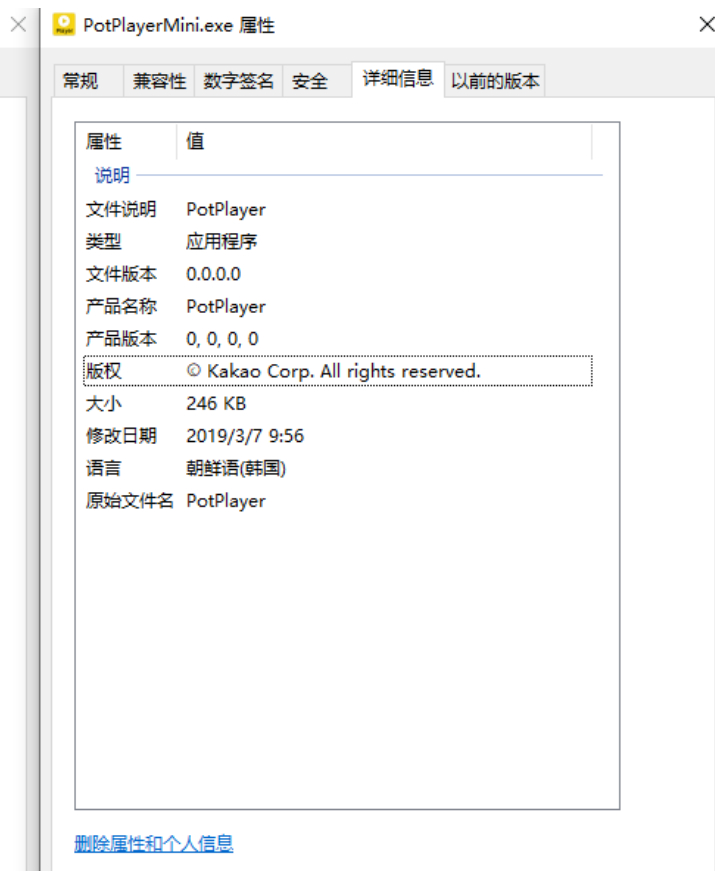 PotPlayerMini.exe 属性
常规 兼容性 数字签名 安全 详细信息 以前的版本
属性 值
说明
文件说明 PotPlayer
类型 应用程序
文件版本 0.0.0.0
产品名称 PotPlayer
产品版本 0, 0, 0, 0
版权 © Kakao Corp. All rights reserved.
大小 246 KB
修改日期 2019/3/7 9:56
语言 朝鲜语(韩国)
原始文件名 PotPlayer
删除属性和个人信息